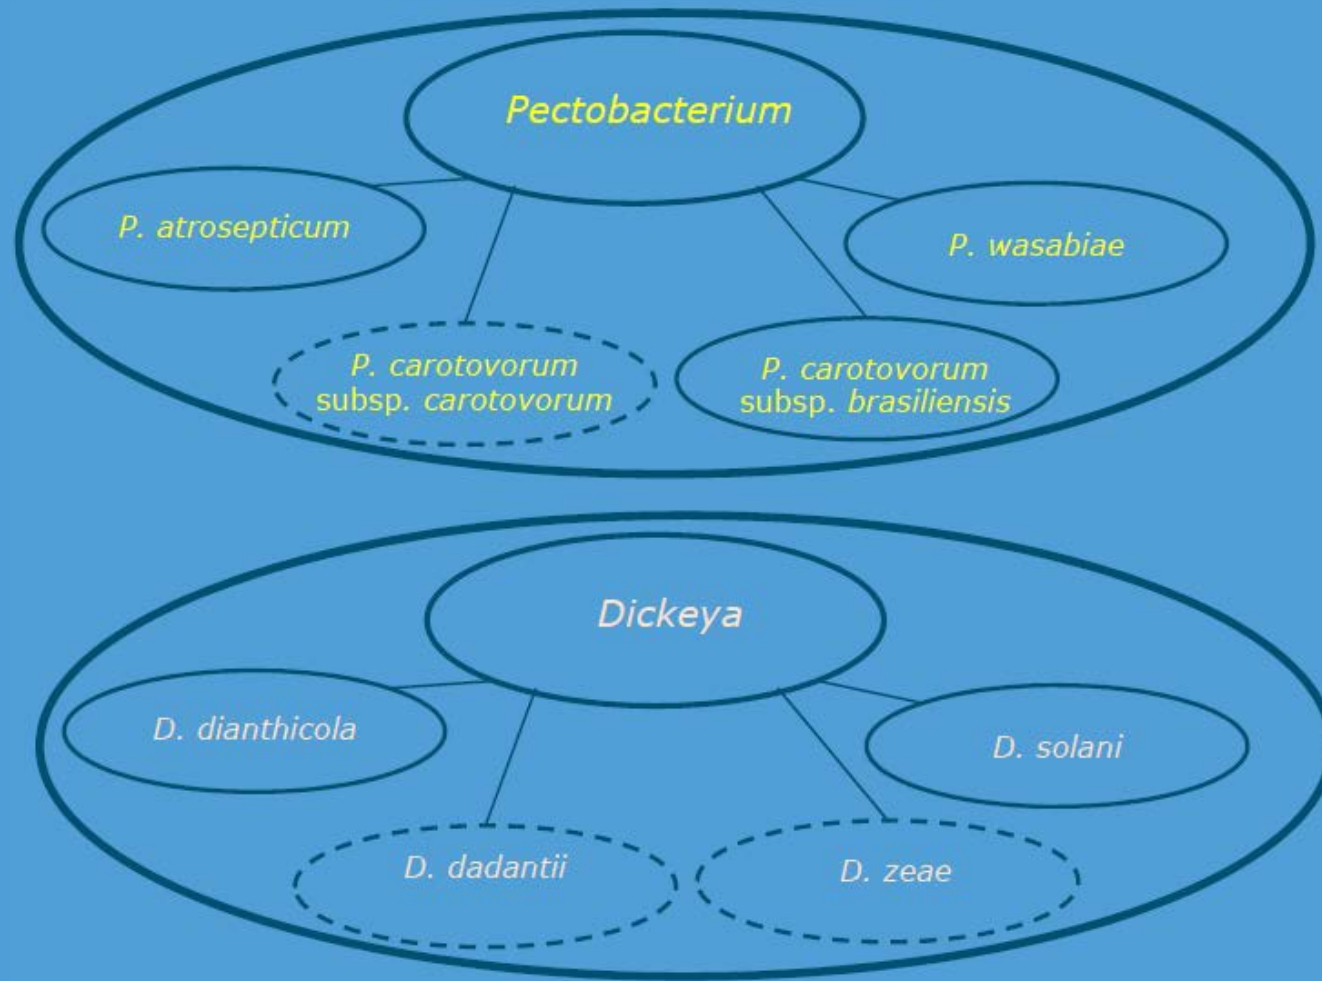 Pectobacterium
P. atrosepticum
P. wasabiae
P. carotovorum
subsp. carotovorum
P. carotovorum
subsp. brasiliensis
Dickeya
D. dianthicola
D. solani
D. dadantii
D. zeae